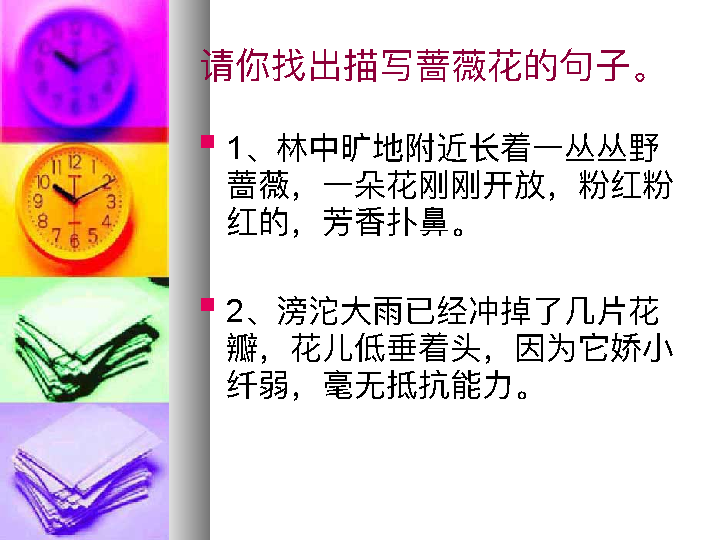 请你找出描写蔷薇花的句子。
1、林中旷地附近长着一丛丛野
蔷薇，一朵花刚刚开放，粉红粉
红的，芳香扑鼻。
2、滂沱大雨已经冲掉了几片花
瓣，花儿低垂着头，因为它娇小
纤弱，毫无抵抗能力。